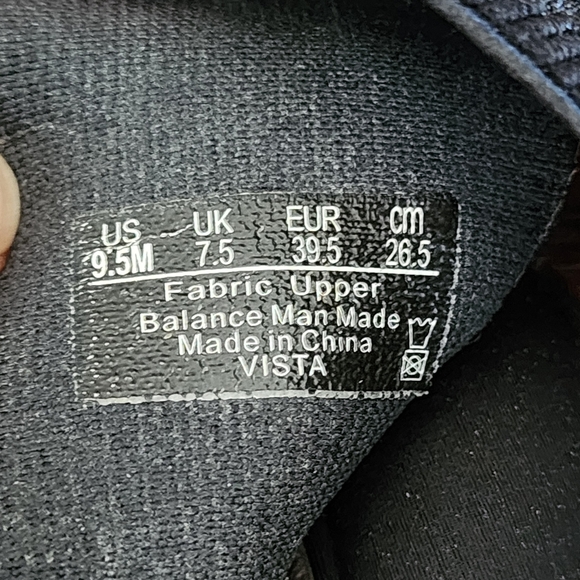 US UK EUR cm
9.5M 7.5 39.5 26.5
Fabric Upper
Balance Man Made
Made in China
VISTA